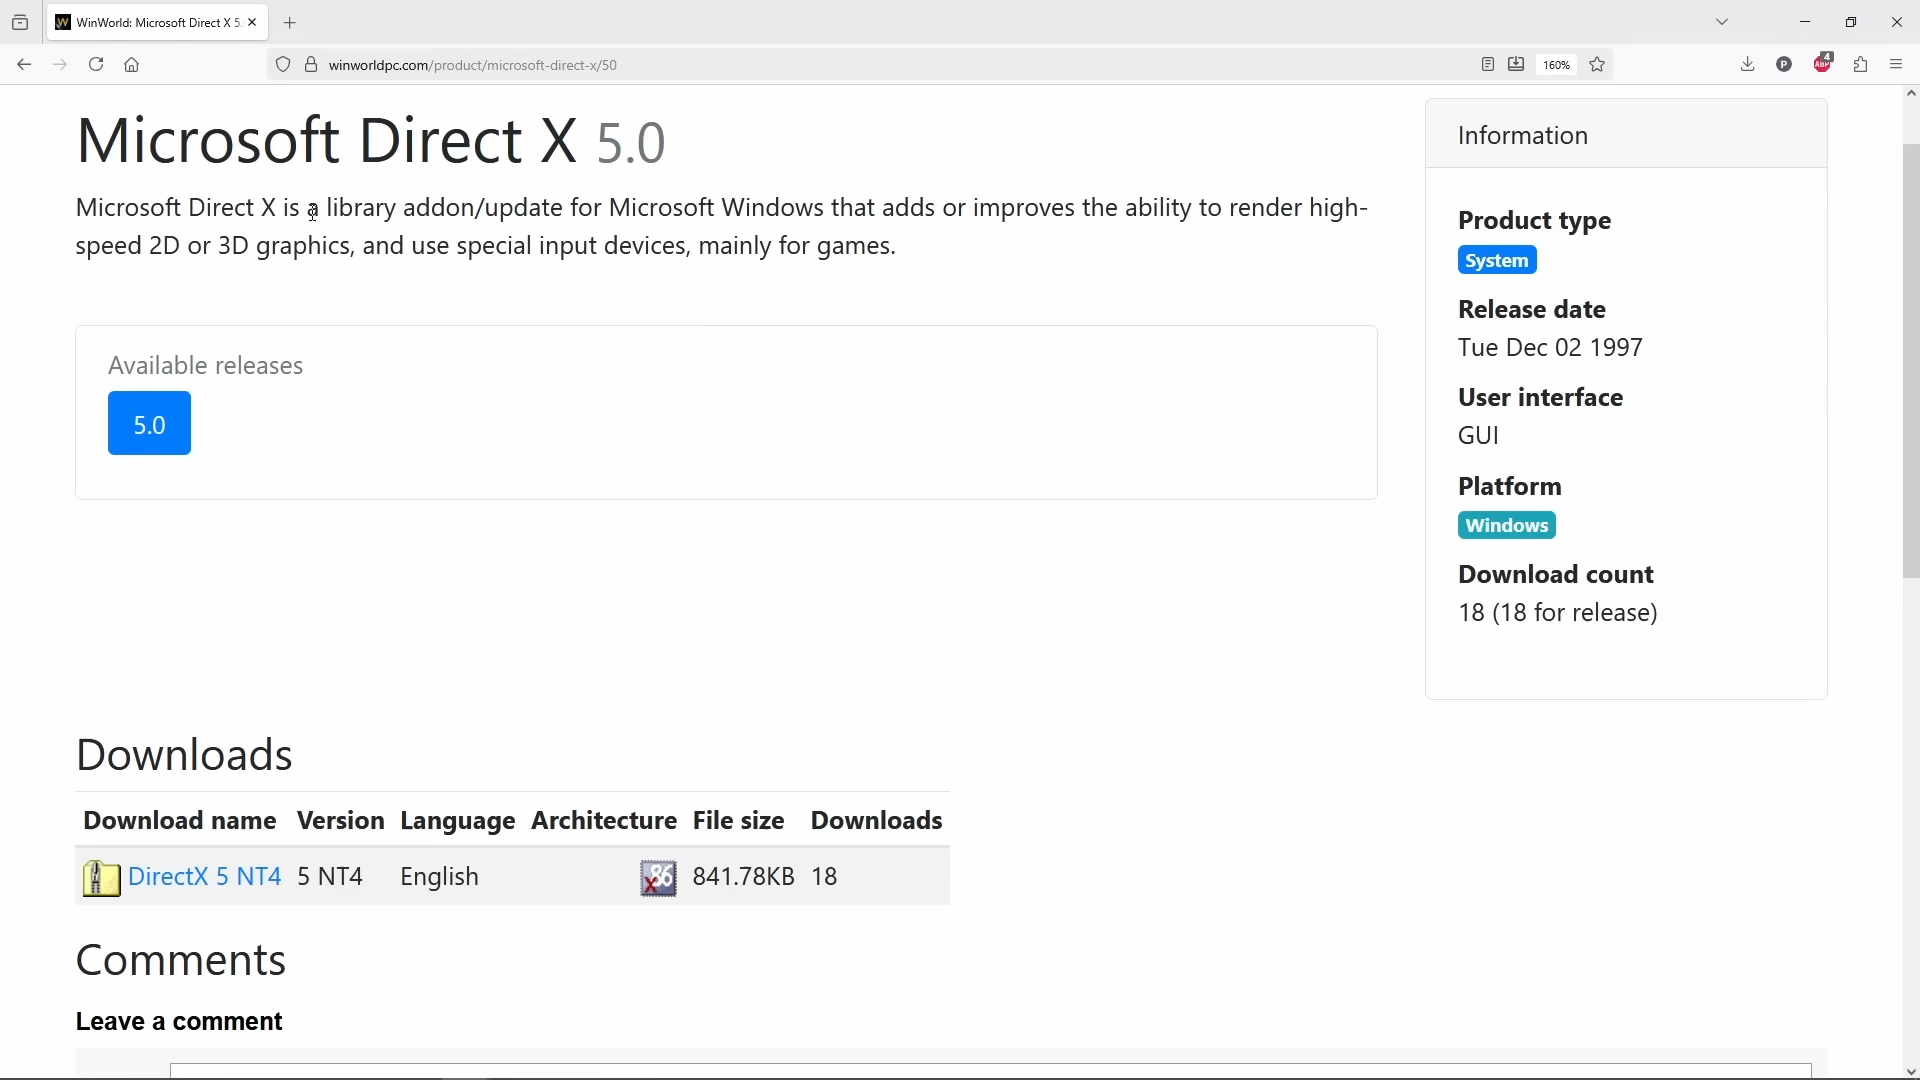 WinWorld: Microsoft Direct X 5.
winworldpc.com/product/microsoft-direct-x/50
160%
P
4
ABP
Microsoft Direct X 5.0
Microsoft Direct X is a library addon/update for Microsoft Windows that adds or improves the ability to render high-
speed 2D or 3D graphics, and use special input devices, mainly for games.
Available releases
5.0
Information
Product type
System
Release date
Tue Dec 02 1997
User interface
GUI
Platform
Windows
Download count
18 (18 for release)
Downloads
Download name Version Language Architecture File size Downloads
DirectX 5 NT4 5 NT4 English x86 841.78KB 18
Comments
Leave a comment